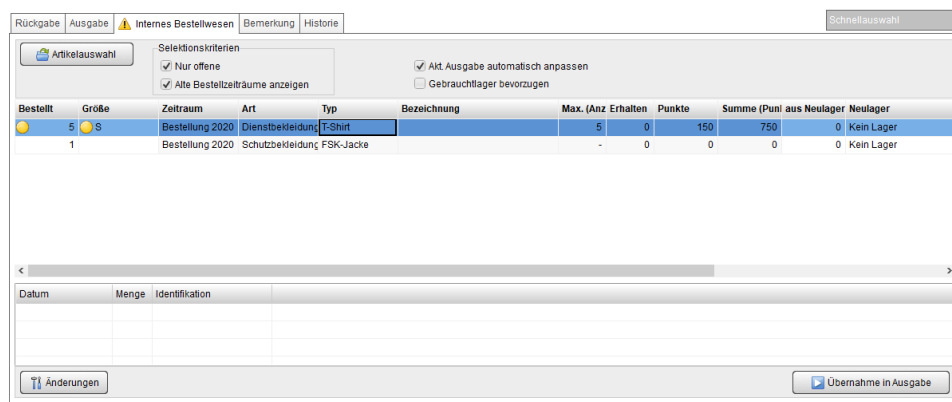 Rückgabe Ausgabe Internes Bestellwesen Bemerkung Historie
Schnellauswahl
Artikelauswahl
Selektionskriterien
Nur offene
Akt. Ausgabe automatisch anpassen
Alte Bestellzeiträume anzeigen
Gebrauchtlager bevorzugen
Bestellt Größe Zeitraum Art Typ Bezeichnung Max. (Anz Erhalten Punkte Summe (Punl aus Neulager Neulager
5 S Bestellung 2020 Dienstbekleidung T-Shirt 5 0 150 750 0 Kein Lager
1 Bestellung 2020 Schutzbekleidung FSK-Jacke - 0 0 0 0 Kein Lager
Datum Menge Identifikation
Änderungen
Übernahme in Ausgabe